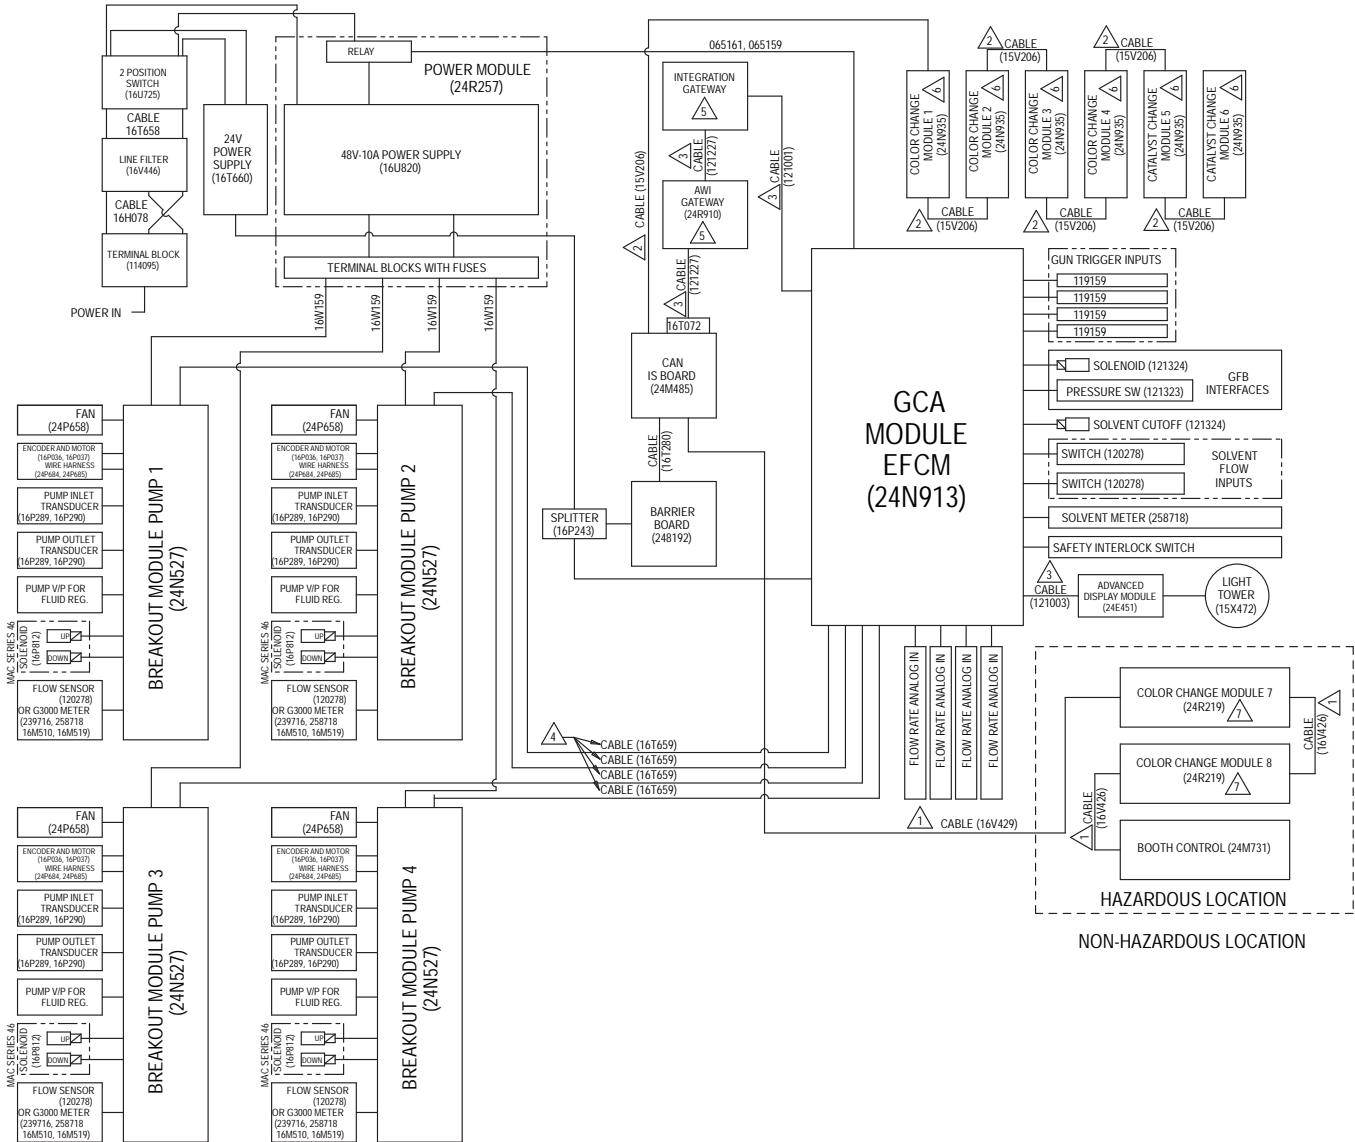 2 POSITION
SWITCH
(16U725)
CABLE
16T658
LINE FILTER
(16V446)
CABLE
16H078
TERMINAL BLOCK
(114095)
POWER IN
24V
POWER
SUPPLY
(16T660)
RELAY
POWER MODULE
(24R257)
48V-10A POWER SUPPLY
(16U820)
TERMINAL BLOCKS WITH FUSES
16W159
16W159
16W159
16W159
065161, 065159
INTEGRATION
GATEWAY
5
3
CABLE
(121227)
AWI
GATEWAY
(24R910)
5
CABLE
(121227)
3
16T072
3
CABLE
(121001)
2
CABLE (15V206)
CAN
IS BOARD
(24M485)
CABLE
(16T280)
BARRIER
BOARD
(248192)
SPLITTER
(16P243)
2
CABLE
(15V206)
2
CABLE
(15V206)
COLOR CHANGE
MODULE 1
(24N935)
6
COLOR CHANGE
MODULE 2
(24N935)
6
COLOR CHANGE
MODULE 3
(24N935)
6
COLOR CHANGE
MODULE 4
(24N935)
6
CATALYST CHANGE
MODULE 5
(24N935)
6
CATALYST CHANGE
MODULE 6
(24N935)
6
2
CABLE
(15V206)
2
CABLE
(15V206)
2
CABLE
(15V206)
GCA
MODULE
EFCM
(24N913)
GUN TRIGGER INPUTS
119159
119159
119159
119159
SOLENOID (121324)
PRESSURE SW (121323)
GFB
INTERFACES
SOLVENT CUTOFF (121324)
SWITCH (120278)
SWITCH (120278)
SOLVENT
FLOW
INPUTS
SOLVENT METER (258718)
SAFETY INTERLOCK SWITCH
3
CABLE
(121003)
ADVANCED
DISPLAY MODULE
(24E451)
LIGHT
TOWER
(15X472)
FLOW RATE ANALOG IN
FLOW RATE ANALOG IN
FLOW RATE ANALOG IN
FLOW RATE ANALOG IN
FAN
(24P658)
ENCODER AND MOTOR
(16P036, 16P037)
WIRE HARNESS
(24P684, 24P685)
PUMP INLET
TRANSDUCER
(16P289, 16P290)
PUMP OUTLET
TRANSDUCER
(16P289, 16P290)
PUMP V/P FOR
FLUID REG.
MAC SERIES 46
SOLENOID
(16P812)
UP
DOWN
FLOW SENSOR
(120278)
OR G3000 METER
(239716, 258718
16M510, 16M519)
BREAKOUT MODULE PUMP 1
(24N527)
FAN
(24P658)
ENCODER AND MOTOR
(16P036, 16P037)
WIRE HARNESS
(24P684, 24P685)
PUMP INLET
TRANSDUCER
(16P289, 16P290)
PUMP OUTLET
TRANSDUCER
(16P289, 16P290)
PUMP V/P FOR
FLUID REG.
MAC SERIES 46
SOLENOID
(16P812)
UP
DOWN
FLOW SENSOR
(120278)
OR G3000 METER
(239716, 258718
16M510, 16M519)
BREAKOUT MODULE PUMP 2
(24N527)
4
CABLE (16T659)
CABLE (16T659)
CABLE (16T659)
CABLE (16T659)
1
CABLE (16V429)
COLOR CHANGE MODULE 7
(24R219)
7
1
CABLE
(16V426)
COLOR CHANGE MODULE 8
(24R219)
7
1
CABLE
(16V426)
BOOTH CONTROL (24M731)
HAZARDOUS LOCATION
NON-HAZARDOUS LOCATION
FAN
(24P658)
ENCODER AND MOTOR
(16P036, 16P037)
WIRE HARNESS
(24P684, 24P685)
PUMP INLET
TRANSDUCER
(16P289, 16P290)
PUMP OUTLET
TRANSDUCER
(16P289, 16P290)
PUMP V/P FOR
FLUID REG.
MAC SERIES 46
SOLENOID
(16P812)
UP
DOWN
FLOW SENSOR
(120278)
OR G3000 METER
(239716, 258718
16M510, 16M519)
BREAKOUT MODULE PUMP 3
(24N527)
FAN
(24P658)
ENCODER AND MOTOR
(16P036, 16P037)
WIRE HARNESS
(24P684, 24P685)
PUMP INLET
TRANSDUCER
(16P289, 16P290)
PUMP OUTLET
TRANSDUCER
(16P289, 16P290)
PUMP V/P FOR
FLUID REG.
MAC SERIES 46
SOLENOID
(16P812)
UP
DOWN
FLOW SENSOR
(120278)
OR G3000 METER
(239716, 258718
16M510, 16M519)
BREAKOUT MODULE PUMP 4
(24N527)